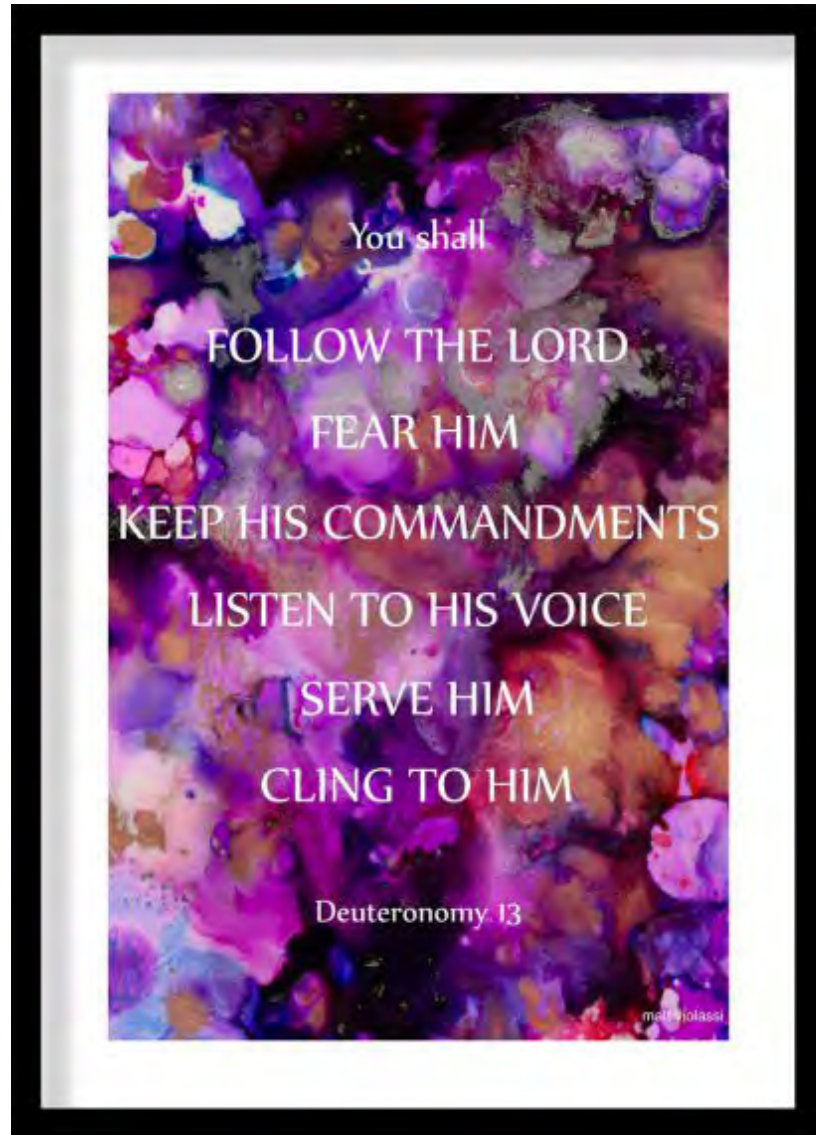 You shall
FOLLOW THE LORD
FEAR HIM
KEEP HIS COMMANDMENTS
LISTEN TO HIS VOICE
SERVE HIM
CLING TO HIM
Deuteronomy 13